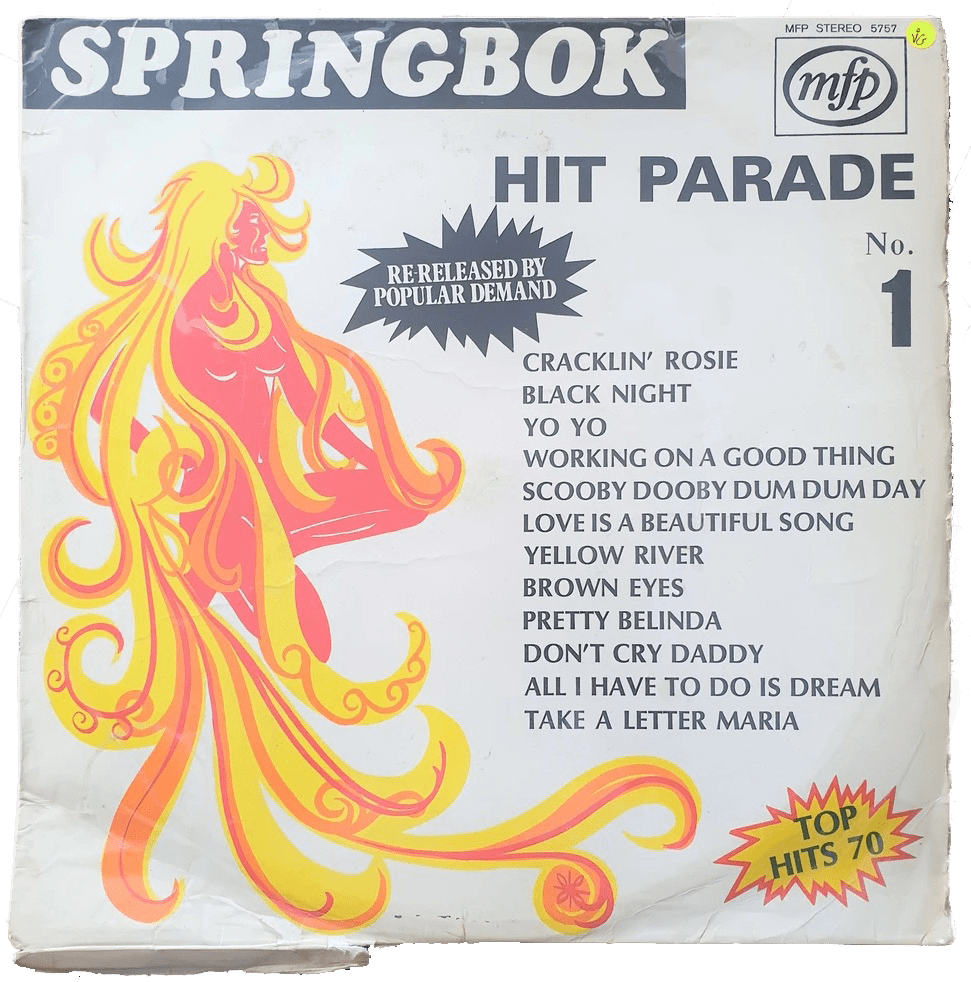 SPRINGBOK
MFP STEREO 5757
VG
mfp
HIT PARADE
No.
1
RE-RELEASED BY
POPULAR DEMAND
CRACKLIN' ROSIE
BLACK NIGHT
YO YO
WORKING ON A GOOD THING
SCOOBY DOOBY DUM DUM DAY
LOVE IS A BEAUTIFUL SONG
YELLOW RIVER
BROWN EYES
PRETTY BELINDA
DON'T CRY DADDY
ALL I HAVE TO DO IS DREAM
TAKE A LETTER MARIA
TOP
HITS 70